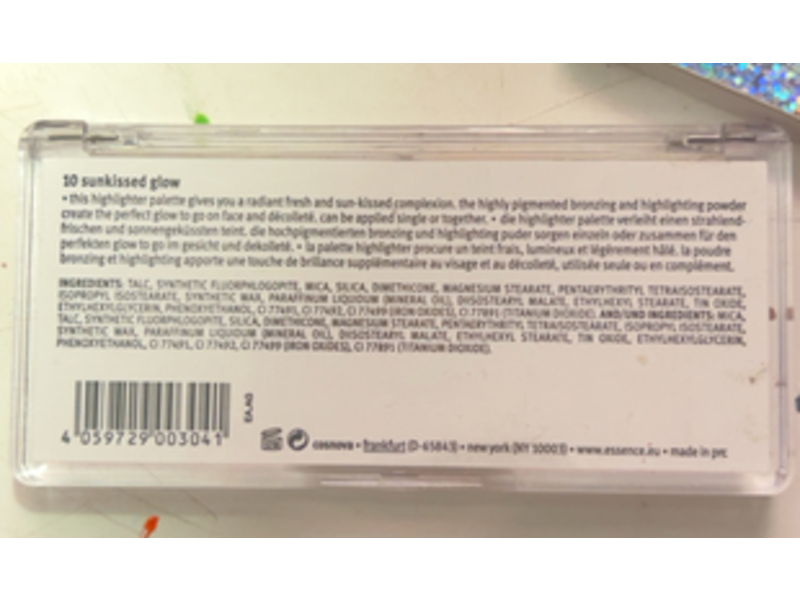 10 sunkissed glow
• this highlighter palette gives you a radiant fresh and sun-kissed complexion. the highly pigmented bronzing and highlighting powder
create the perfect glow to go on face and décolleté. can be applied single or together. • die highlighter palette verleiht einen strahlend-
frischen und sonnengeküssten teint. die hochpigmentierten bronzing und highlighting puder sorgen einzeln oder zusammen für den
perfekten glow to go im gesicht und dekolleté. • la palette highlighter procure un teint frais, lumineux et légèrement hâlé. la poudre
bronzing et highlighting apporte une touche de brillance supplémentaire au visage et au décolleté, utilisée seule ou en complément.
INGREDIENTS: TALC, SYNTHETIC FLUORPHLOGOPITE, MICA, SILICA, DIMETHICONE, MAGNESIUM STEARATE, PENTAERYTHRITYL TETRAISOSTEARATE,
ISOPROPYL ISOSTEARATE, SYNTHETIC WAX, PARAFFINUM LIQUIDUM (MINERAL OIL), DIISOSTEARYL MALATE, ETHYLHEXYL STEARATE, TIN OXIDE,
ETHYLHEXYLGLYCERIN, PHENOXYETHANOL, CI 77491, CI 77492, CI 77499 (IRON OXIDES), CI 77891 (TITANIUM DIOXIDE). AND/UND INGREDIENTS: MICA,
TALC, SYNTHETIC FLUORPHLOGOPITE, SILICA, DIMETHICONE, MAGNESIUM STEARATE, PENTAERYTHRITYL TETRAISOSTEARATE, ISOPROPYL ISOSTEARATE,
SYNTHETIC WAX, PARAFFINUM LIQUIDUM (MINERAL OIL), DIISOSTEARYL MALATE, ETHYLHEXYL STEARATE, TIN OXIDE, ETHYLHEXYLGLYCERIN,
PHENOXYETHANOL, CI 77491, CI 77492, CI 77499 (IRON OXIDES), CI 77891 (TITANIUM DIOXIDE).
4 059729 003041
cosnova • frankfurt (D-65843) • new york (NY 10003) • www.essence.eu • made in prc